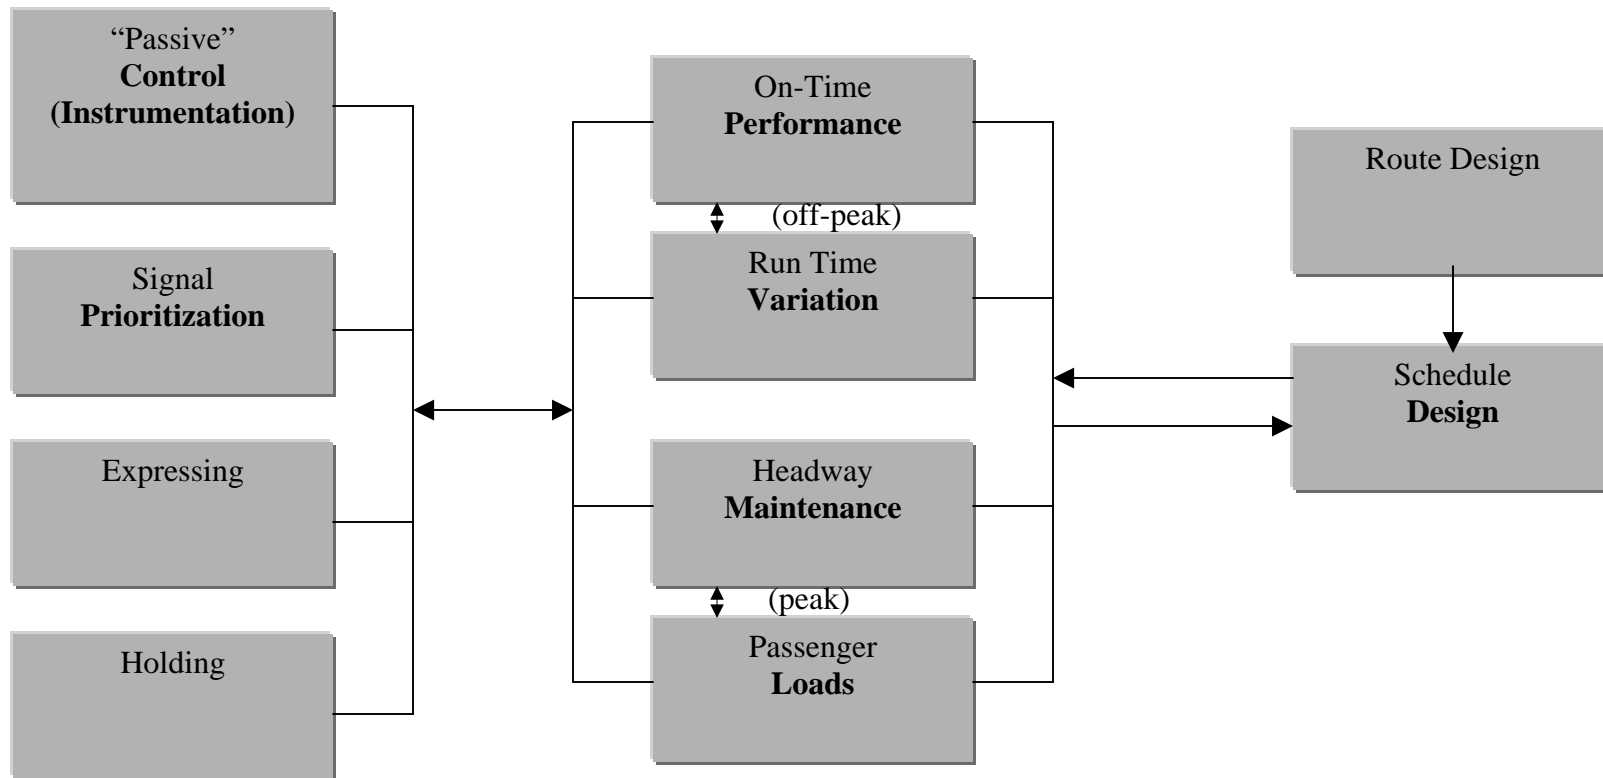 “Passive”
Control
(Instrumentation)
Signal
Prioritization
Expressing
Holding
On-Time
Performance
(off-peak)
Run Time
Variation
Headway
Maintenance
(peak)
Passenger
Loads
Route Design
Schedule
Design